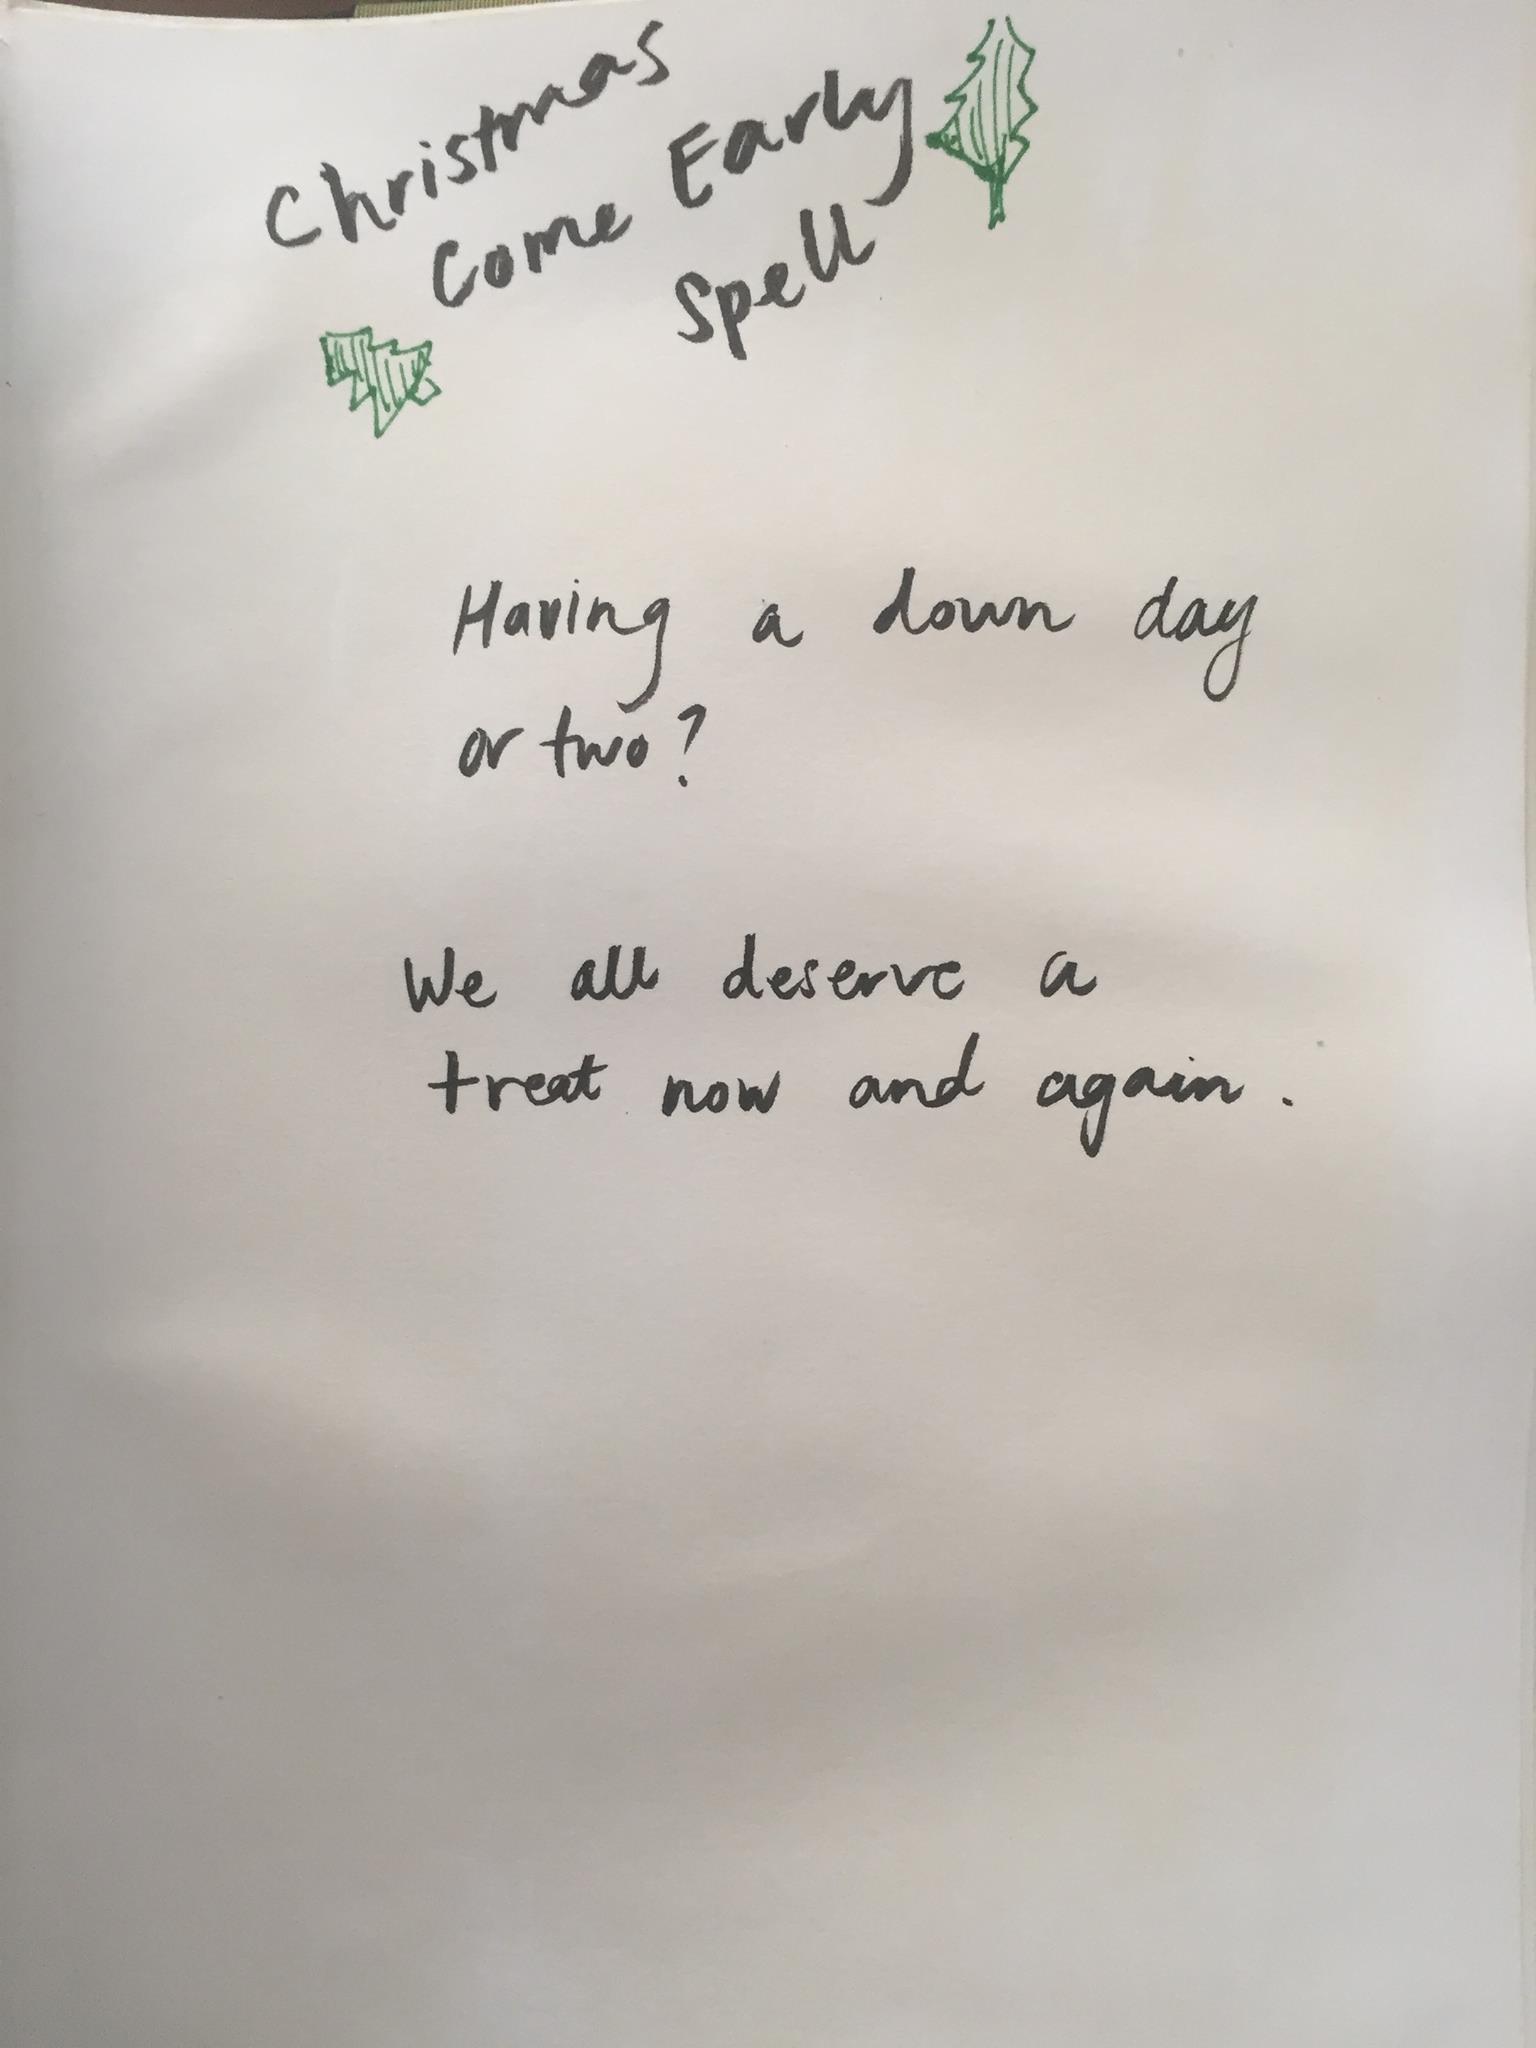 Christmas
Come Early
Spell
Having a down day
or two?
We all deserve a
treat now and again.